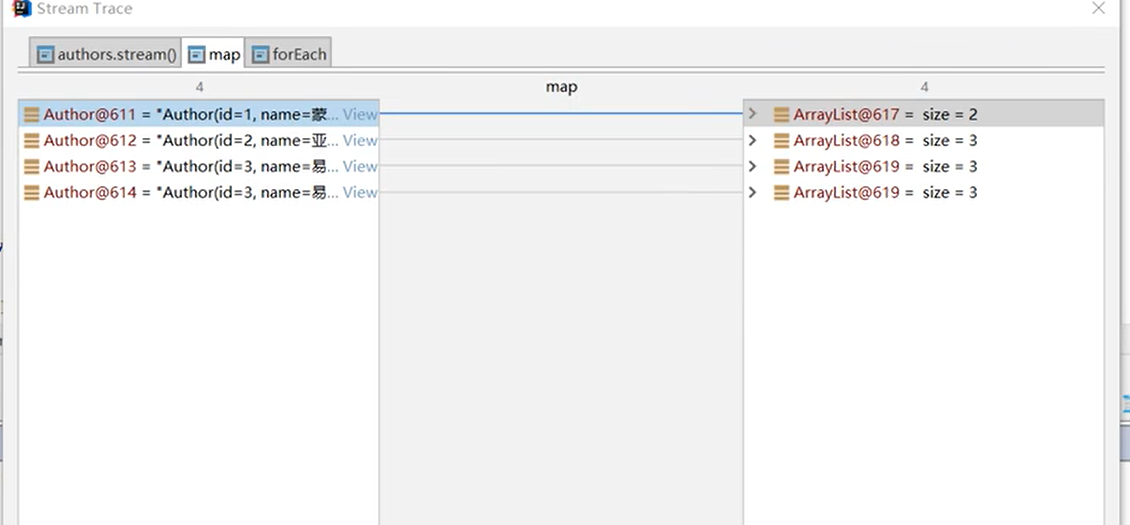 Stream Trace
authors.stream() map forEach
4 map 4
Author@611 = "Author(id=1, name=蒙... View
ArrayList@617 = size = 2
Author@612 = "Author(id=2, name=亚... View
ArrayList@618 = size = 3
Author@613 = "Author(id=3, name=易... View
ArrayList@619 = size = 3
Author@614 = "Author(id=3, name=易... View
ArrayList@619 = size = 3